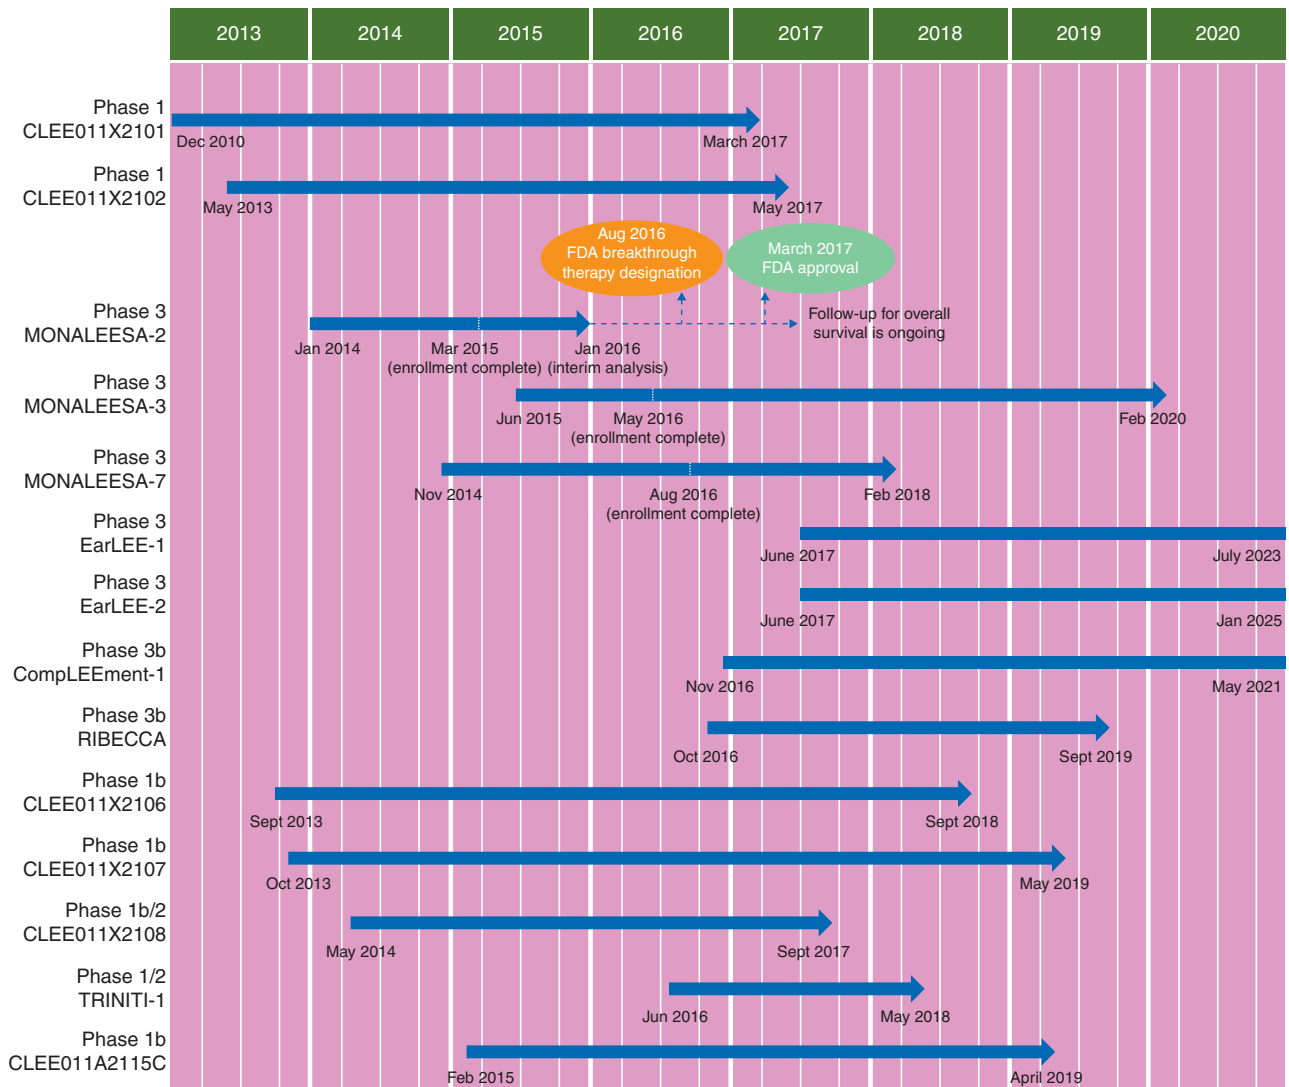 2013 2014 2015 2016 2017 2018 2019 2020
Phase 1
CLEE011X2101
Dec 2010
March 2017
Phase 1
CLEE011X2102
May 2013
May 2017
Aug 2016
FDA breakthrough
therapy designation
March 2017
FDA approval
Phase 3
MONALEESA-2
Jan 2014
Mar 2015
(enrollment complete)
Jan 2016
(interim analysis)
Follow-up for overall
survival is ongoing
Phase 3
MONALEESA-3
Jun 2015
May 2016
(enrollment complete)
Feb 2020
Phase 3
MONALEESA-7
Nov 2014
Aug 2016
(enrollment complete)
Feb 2018
Phase 3
EarLEE-1
June 2017
July 2023
Phase 3
EarLEE-2
June 2017
Jan 2025
Phase 3b
CompLEEment-1
Nov 2016
May 2021
Phase 3b
RIBECCA
Oct 2016
Sept 2019
Phase 1b
CLEE011X2106
Sept 2013
Sept 2018
Phase 1b
CLEE011X2107
Oct 2013
May 2019
Phase 1b/2
CLEE011X2108
May 2014
Sept 2017
Phase 1/2
TRINITI-1
Jun 2016
May 2018
Phase 1b
CLEE011A2115C
Feb 2015
April 2019